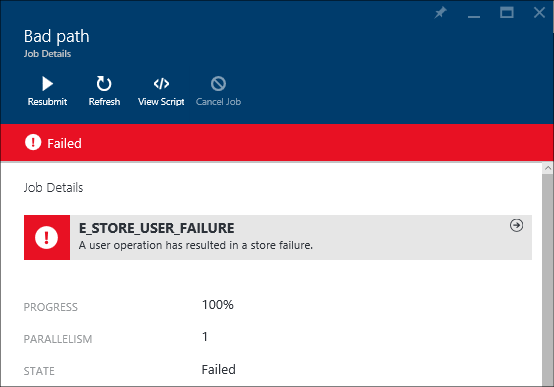 Bad path
Job Details
Resubmit
Refresh
View Script
Cancel Job
Failed
Job Details
E_STORE_USER_FAILURE
A user operation has resulted in a store failure.
PROGRESS 100%
PARALLELISM 1
STATE Failed